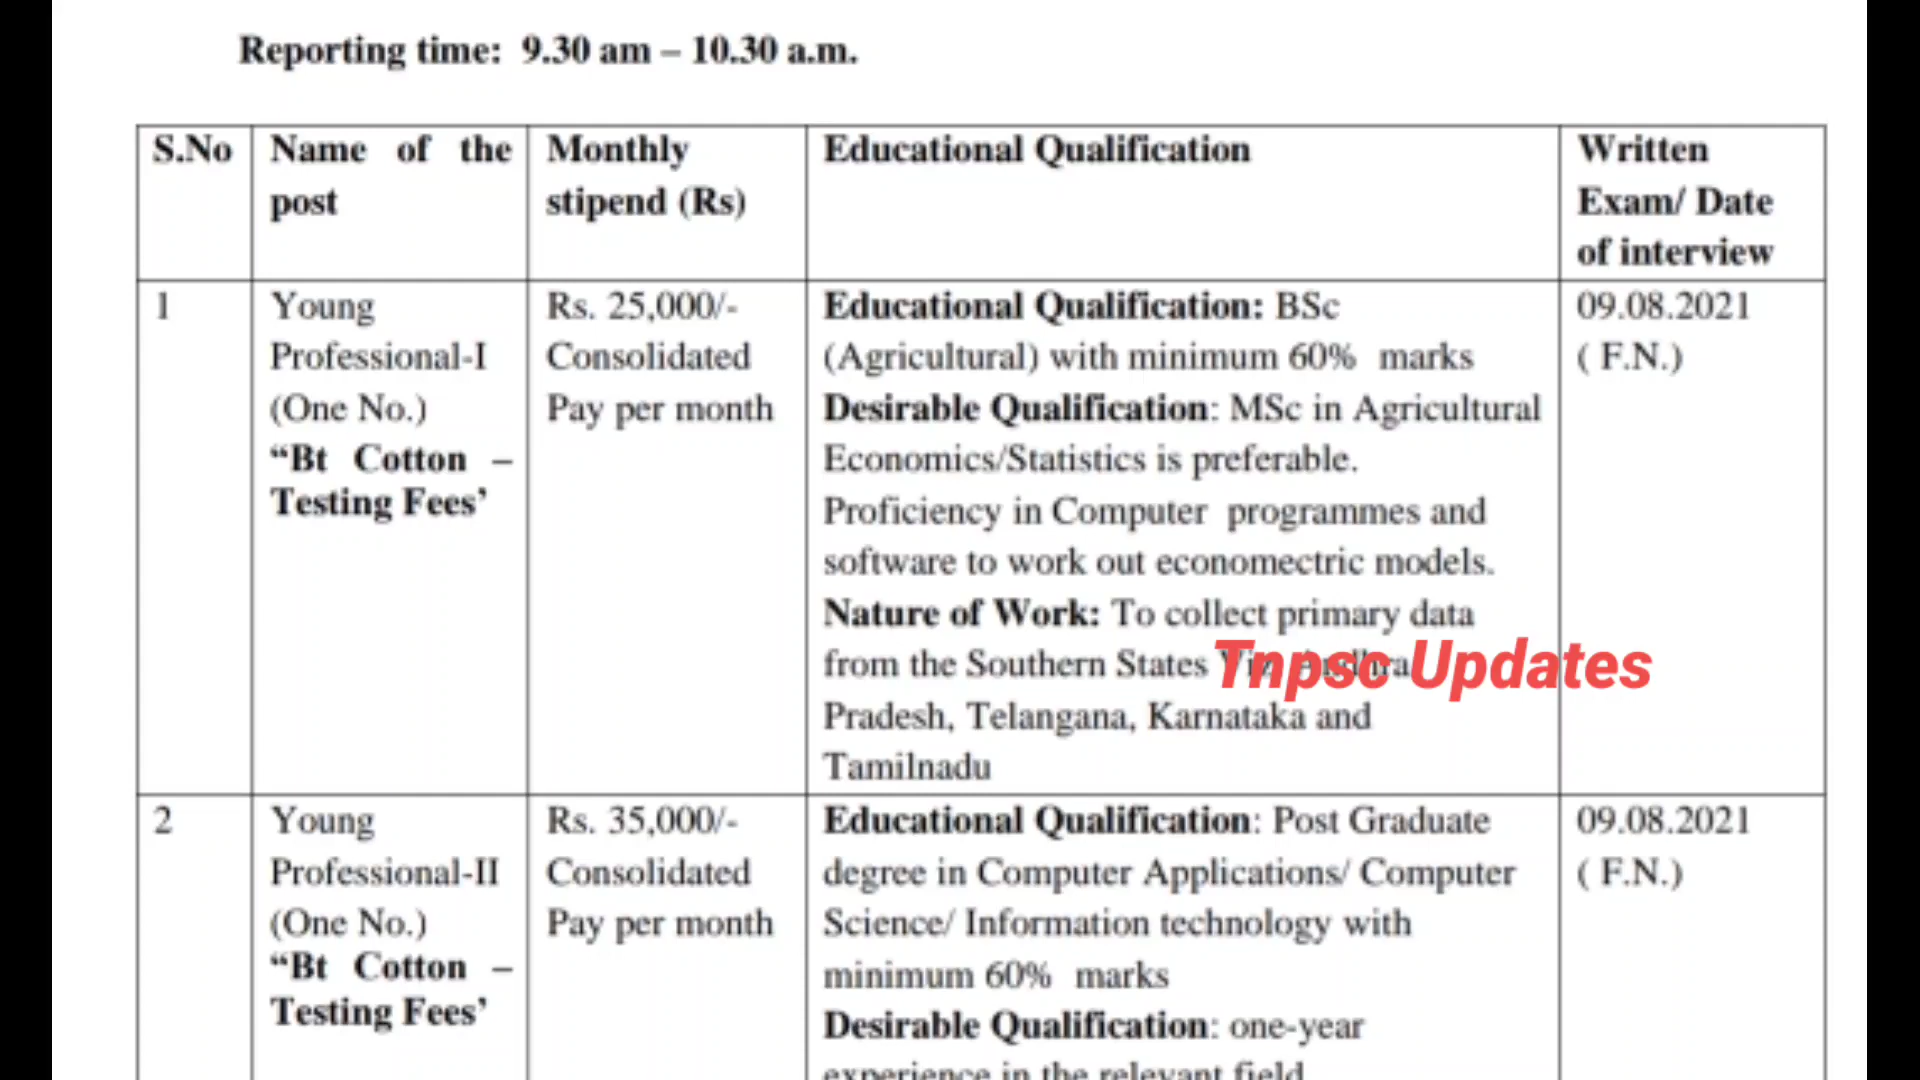 Reporting time: 9.30 am – 10.30 a.m.
S.No
Name of the
post
Monthly
stipend (Rs)
Educational Qualification
Written
Exam/ Date
of interview
1
Young
Professional-I
(One No.)
“Bt Cotton –
Testing Fees’
Rs. 25,000/-
Consolidated
Pay per month
Educational Qualification: BSc
(Agricultural) with minimum 60% marks
Desirable Qualification: MSc in Agricultural
Economics/Statistics is preferable.
Proficiency in Computer programmes and
software to work out economectric models.
Nature of Work: To collect primary data
from the Southern States
Pradesh, Telangana, Karnataka and
Tamilnadu
09.08.2021
( F.N.)
Tnpsc Updates
2
Young
Professional-II
(One No.)
“Bt Cotton –
Testing Fees’
Rs. 35,000/-
Consolidated
Pay per month
Educational Qualification: Post Graduate
degree in Computer Applications/ Computer
Science/ Information technology with
minimum 60% marks
Desirable Qualification: one-year
experience in the relevant field
09.08.2021
( F.N.)